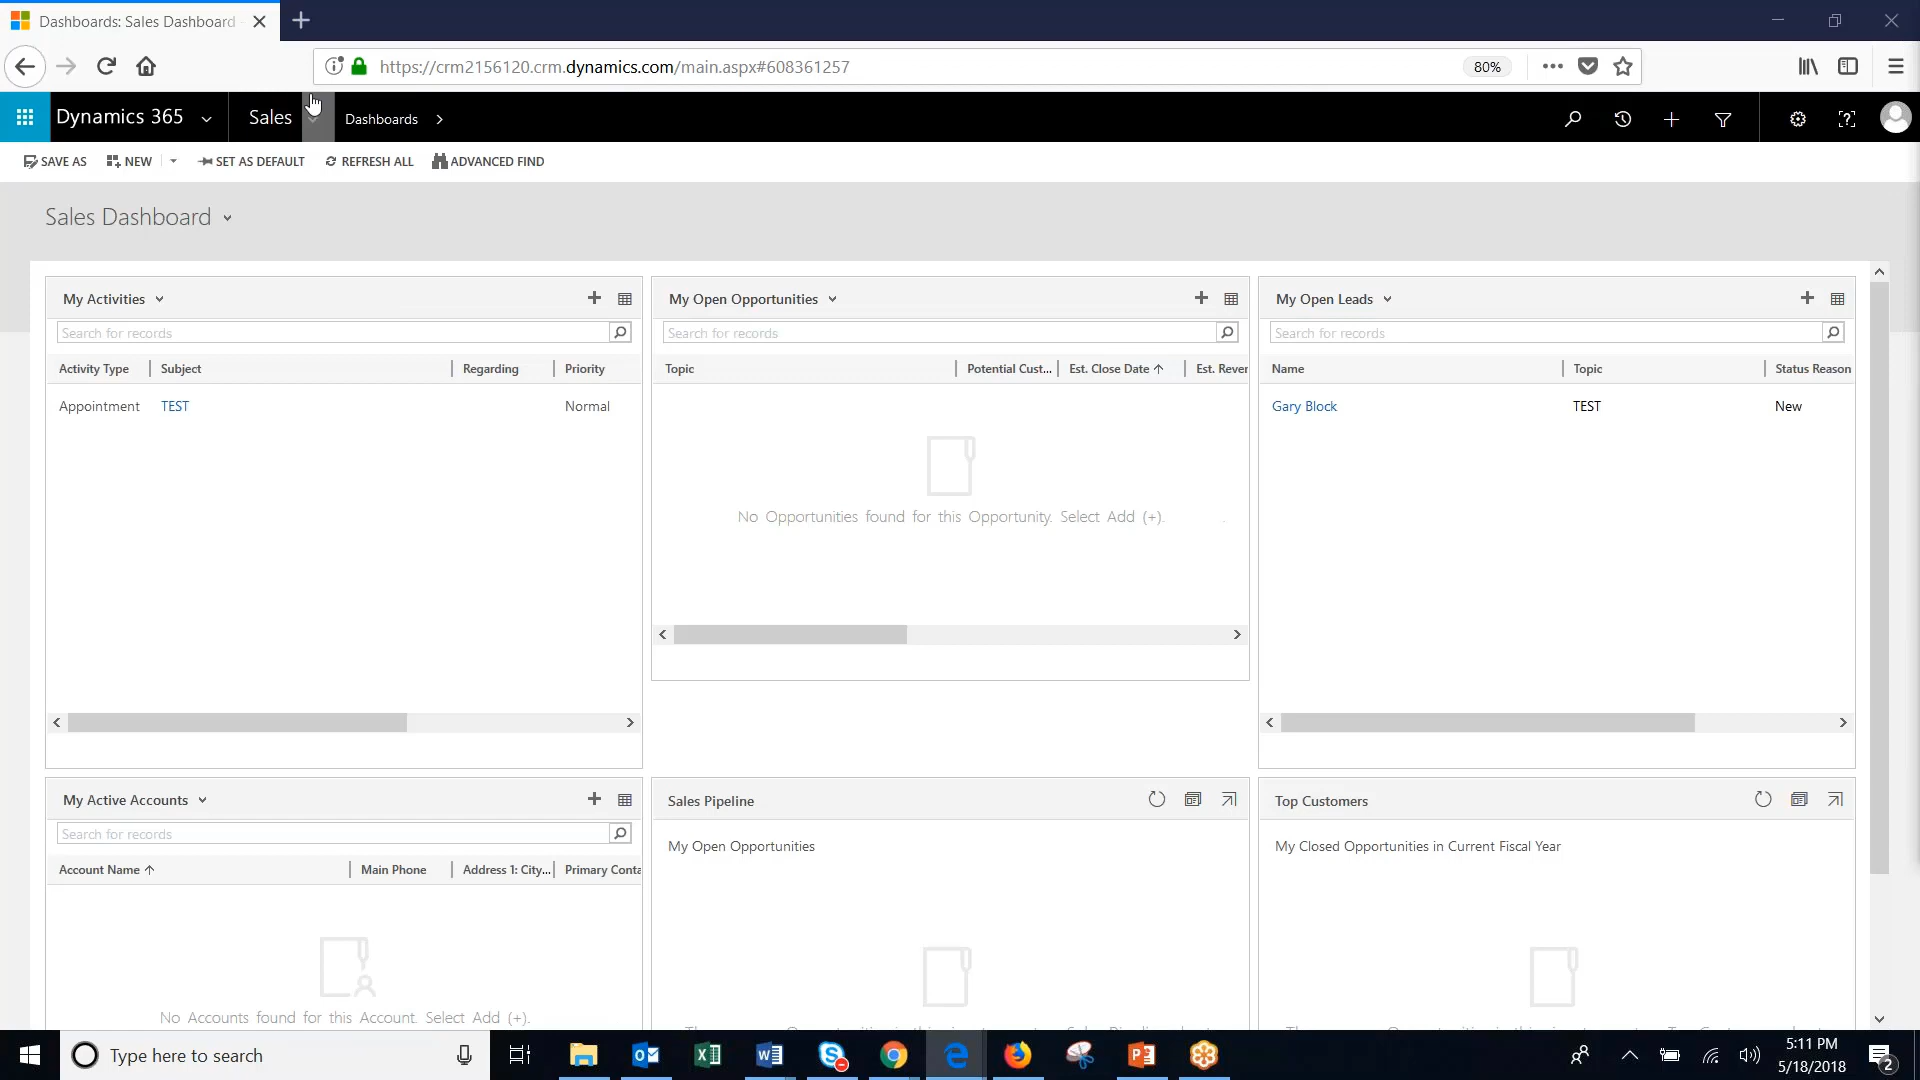 Dashboards: Sales Dashboard
https://crm2156120.crm.dynamics.com/main.aspx#608361257
80%
Dynamics 365
Sales
Dashboards
SAVE AS
NEW
SET AS DEFAULT
REFRESH ALL
ADVANCED FIND
Sales Dashboard
My Activities
Search for records
Activity Type
Subject
Regarding
Priority
Appointment
TEST
Normal
My Open Opportunities
Search for records
Topic
Potential Cust...
Est. Close Date
Est. Rever
No Opportunities found for this Opportunity. Select Add (+).
My Open Leads
Search for records
Name
Topic
Status Reason
Gary Block
TEST
New
My Active Accounts
Search for records
Account Name
Main Phone
Address 1: City...
Primary Conta
No Accounts found for this Account. Select Add (+).
Sales Pipeline
My Open Opportunities
Top Customers
My Closed Opportunities in Current Fiscal Year
Type here to search
5:11 PM
5/18/2018
2